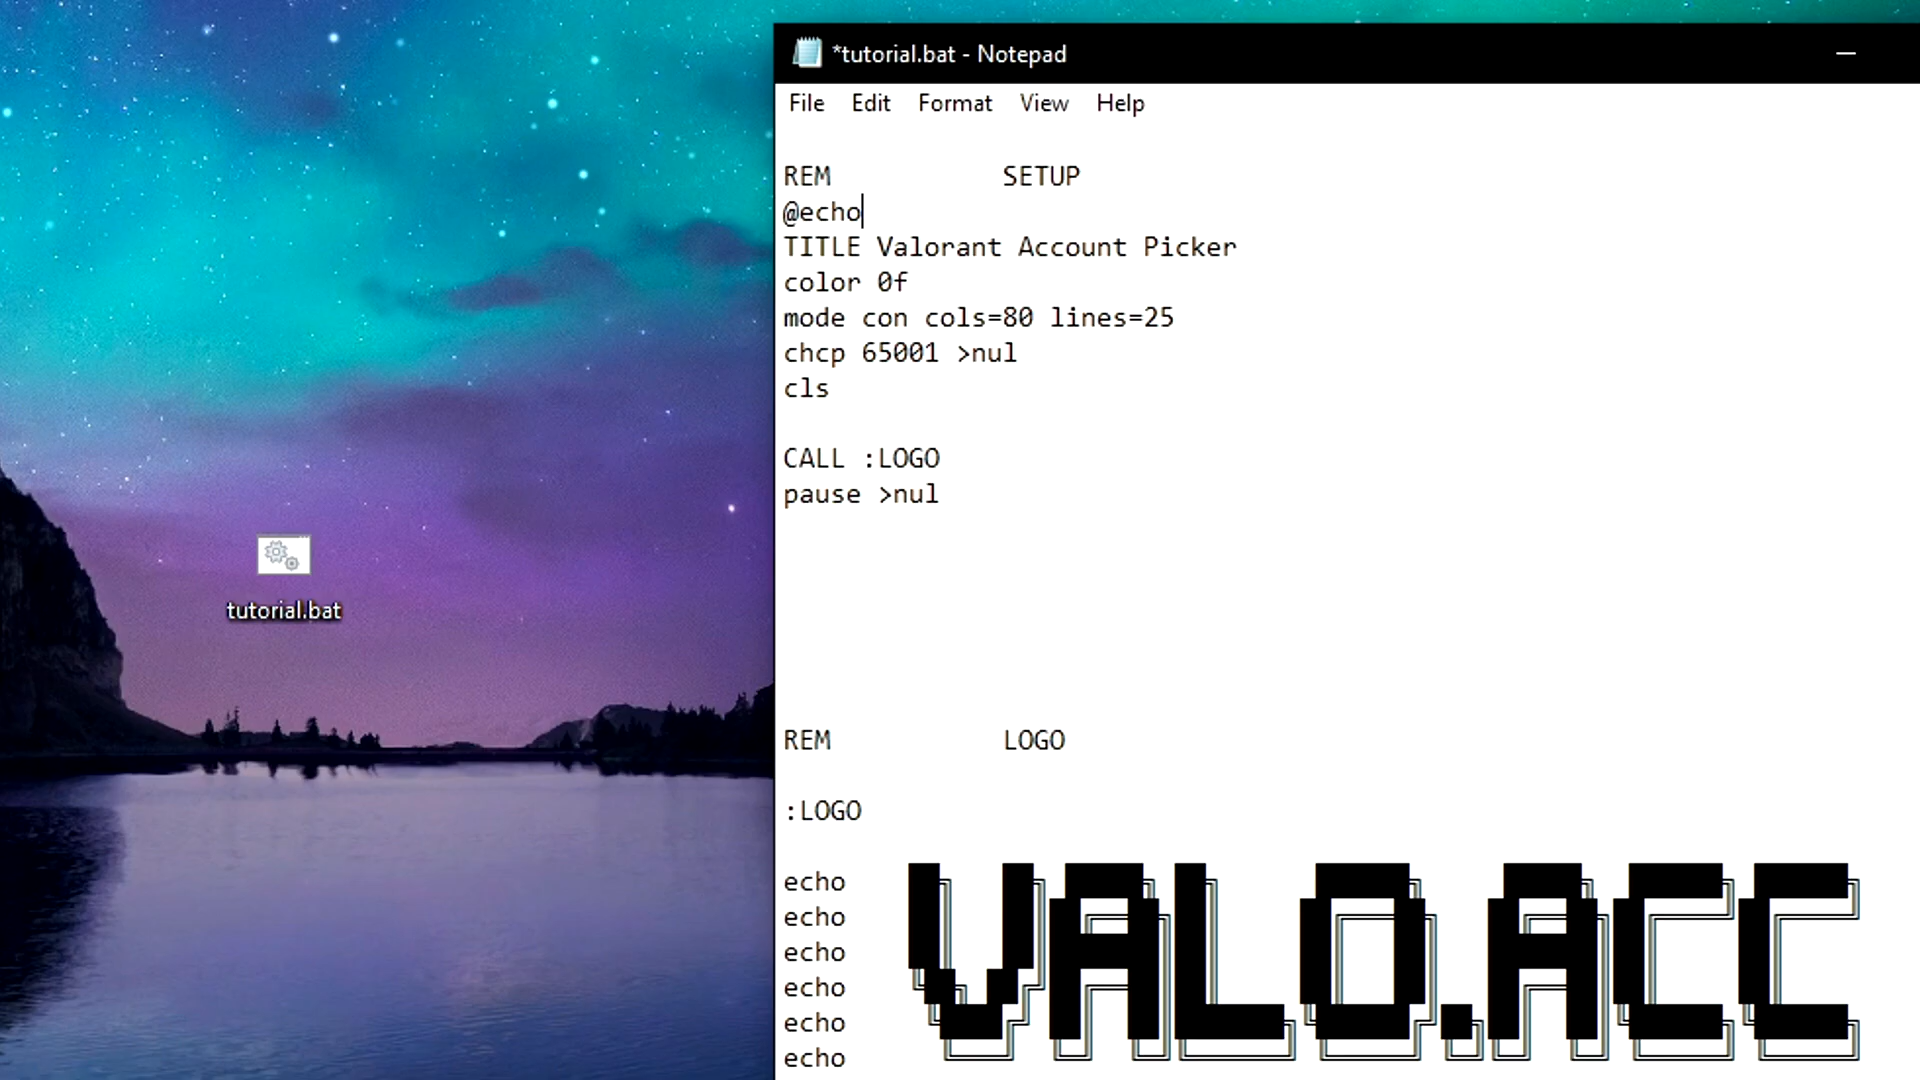 *tutorial.bat - Notepad
File Edit Format View Help
REM SETUP
@echo
TITLE Valorant Account Picker
color 0f
mode con cols=80 lines=25
chcp 65001 >nul
cls
CALL :LOGO
pause >nul
tutorial.bat
REM LOGO
:LOGO
echo
echo
echo
echo
echo
echo
VALO.ACC